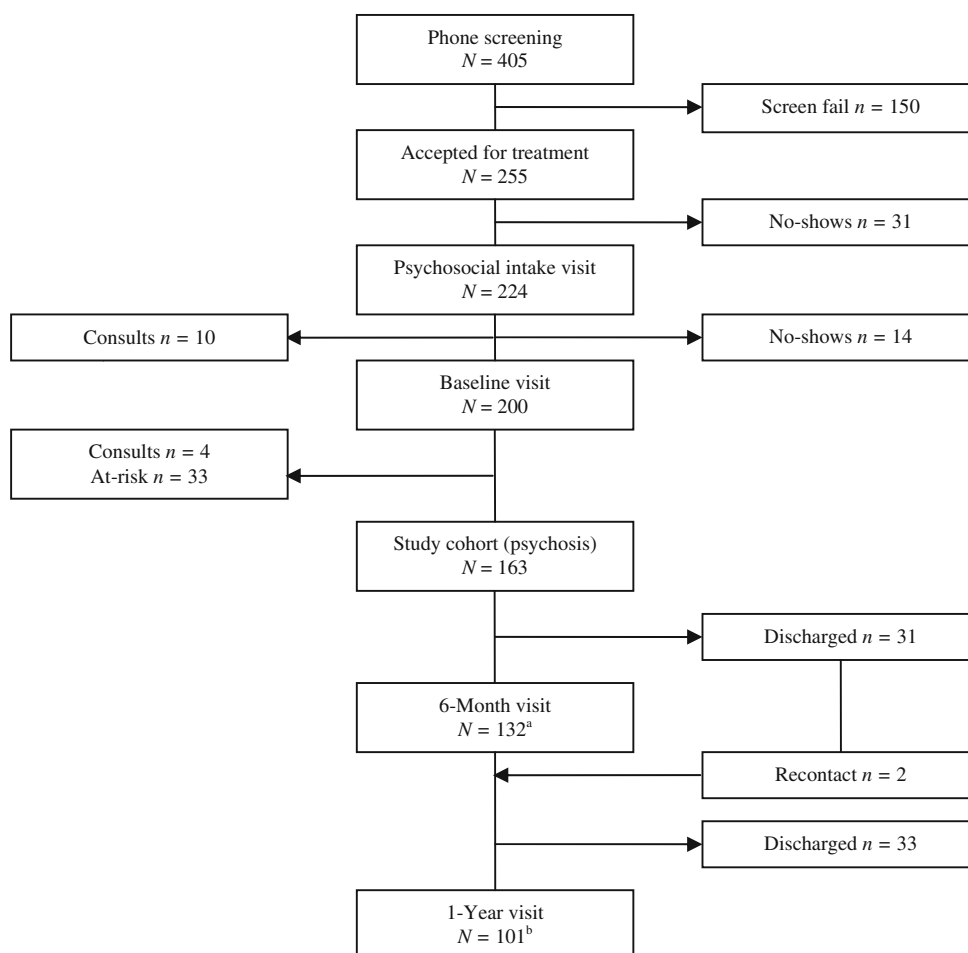 Phone screening
N = 405
Screen fail n = 150
Accepted for treatment
N = 255
No-shows n = 31
Psychosocial intake visit
N = 224
Consults n = 10
No-shows n = 14
Baseline visit
N = 200
Consults n = 4
At-risk n = 33
Study cohort (psychosis)
N = 163
Discharged n = 31
6-Month visit
N = 132ᵃ
Recontact n = 2
Discharged n = 33
1-Year visit
N = 101ᵇ